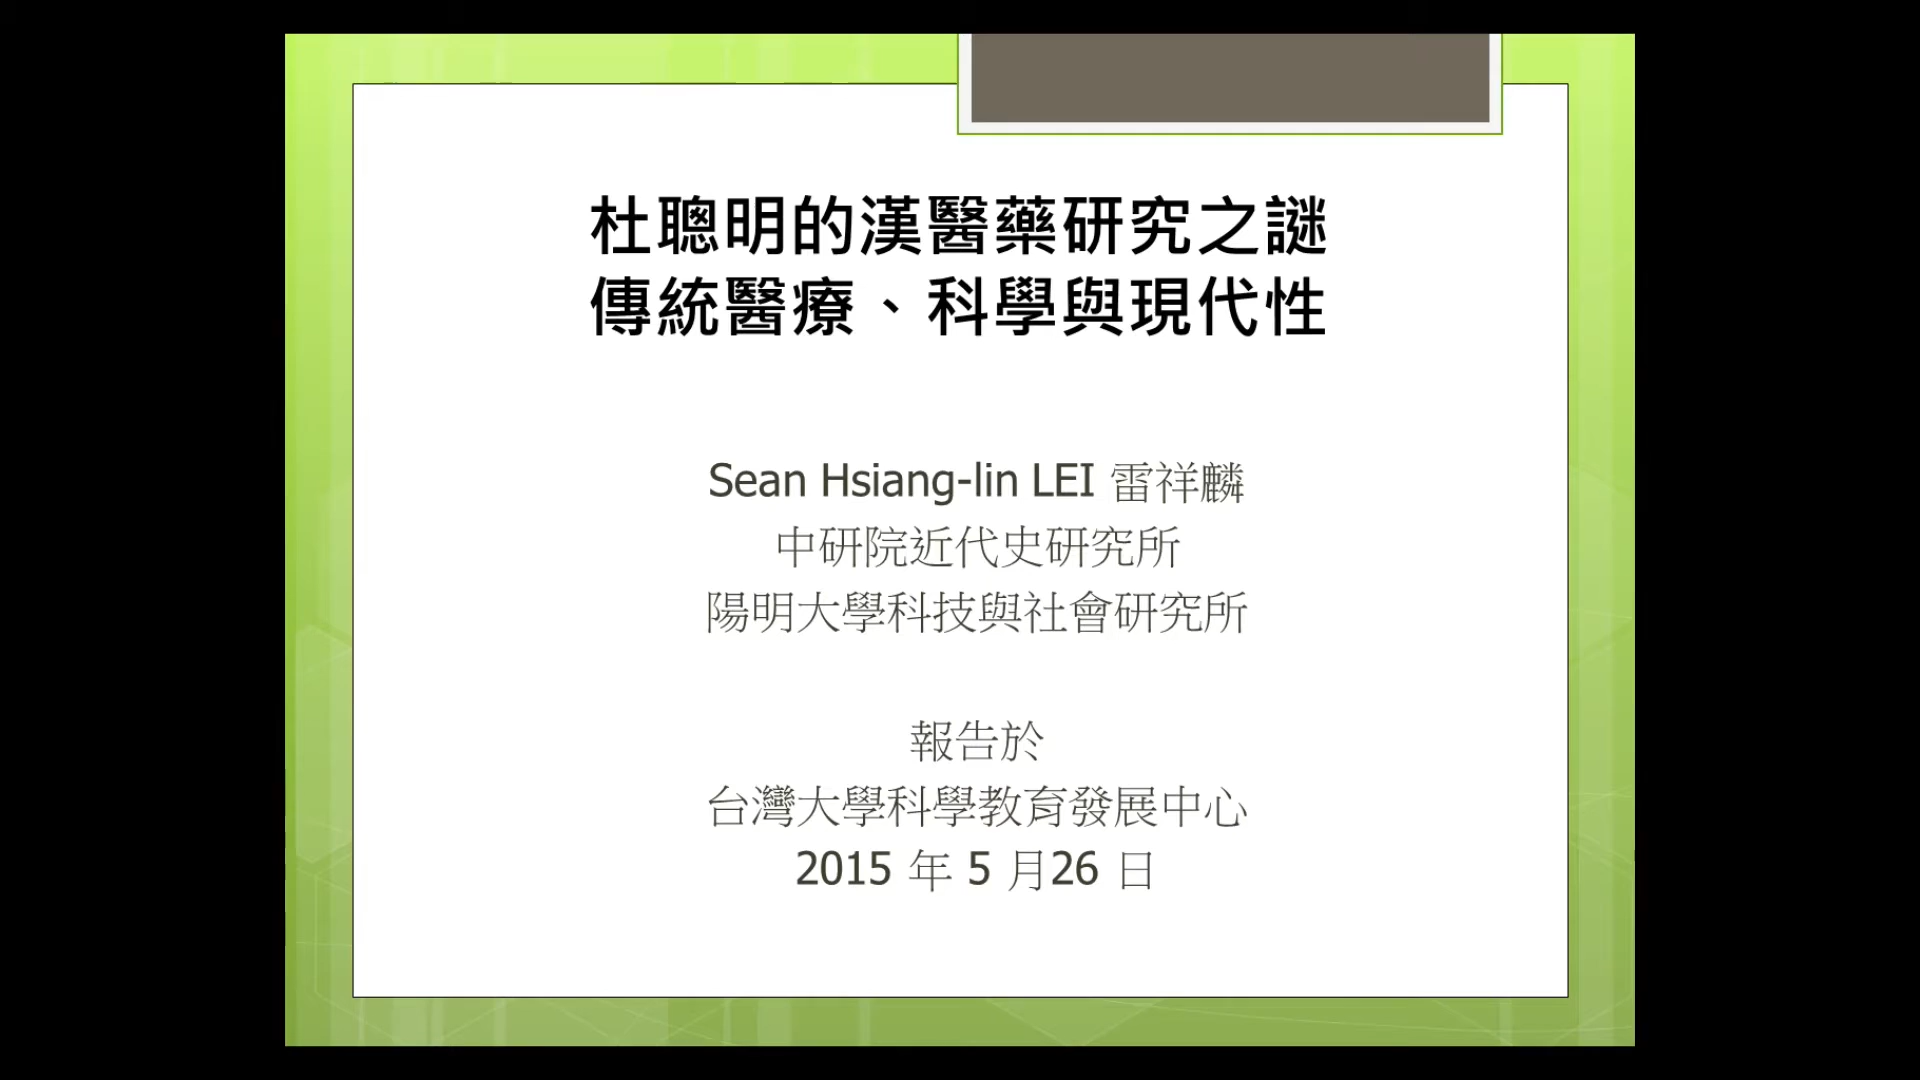 杜聰明的漢醫藥研究之謎
傳統醫療、科學與現代性
Sean Hsiang-lin LEI 雷祥麟
中研院近代史研究所
陽明大學科技與社會研究所
報告於
台灣大學科學教育發展中心
2015 年 5 月26 日